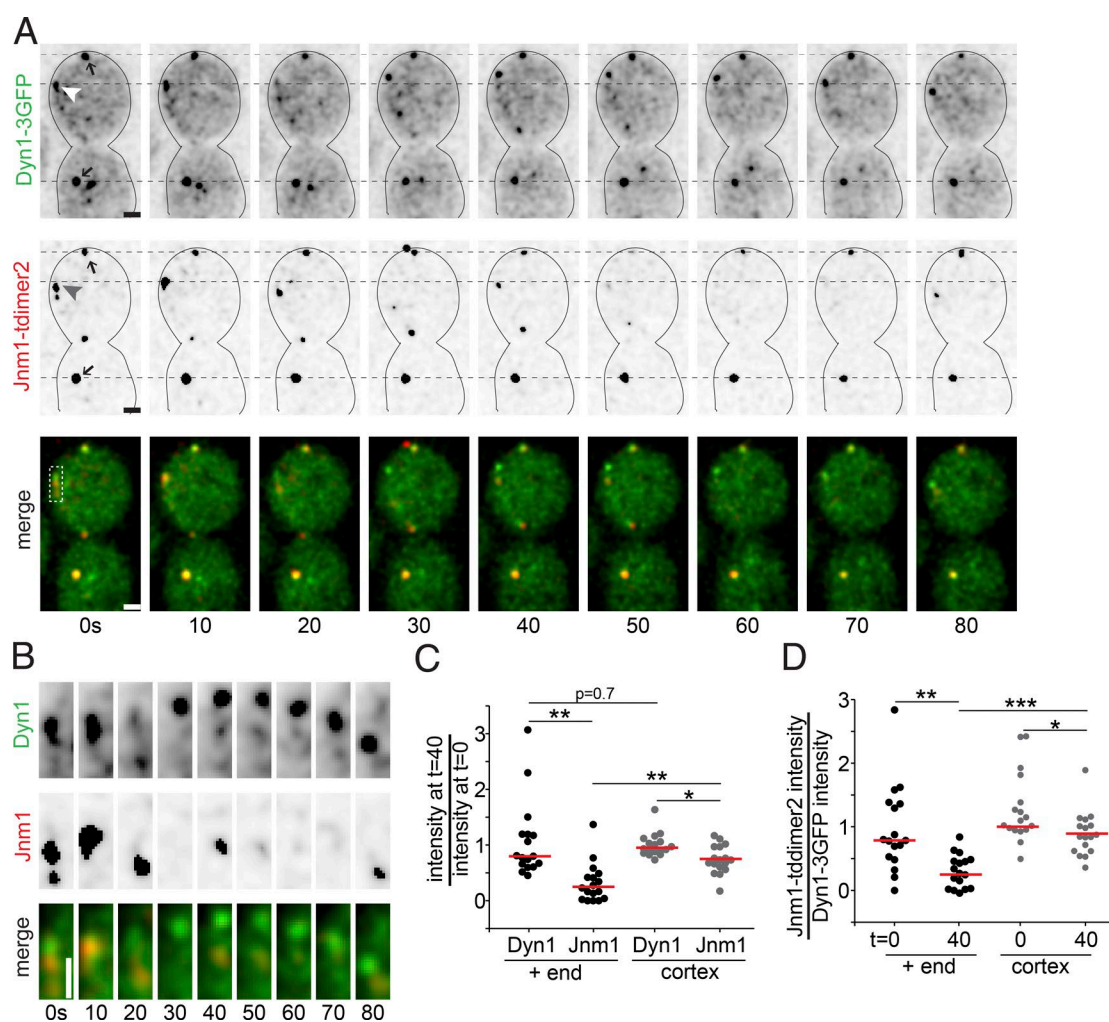 A
Dyn1-3GFP
Jnm1-tdimer2
merge
0s 10 20 30 40 50 60 70 80
B
Dyn1
Jnm1
merge
0s 10 20 30 40 50 60 70 80
C
intensity at t=40
intensity at t=0
p=0.7
**
**
*
3
2
1
0
Dyn1 Jnm1 Dyn1 Jnm1
+ end cortex
D
Jnm1-tddimer2 intensity
Dyn1-3GFP intensity
** ***
*
3
2
1
0
t=0 40 0 40
+ end cortex